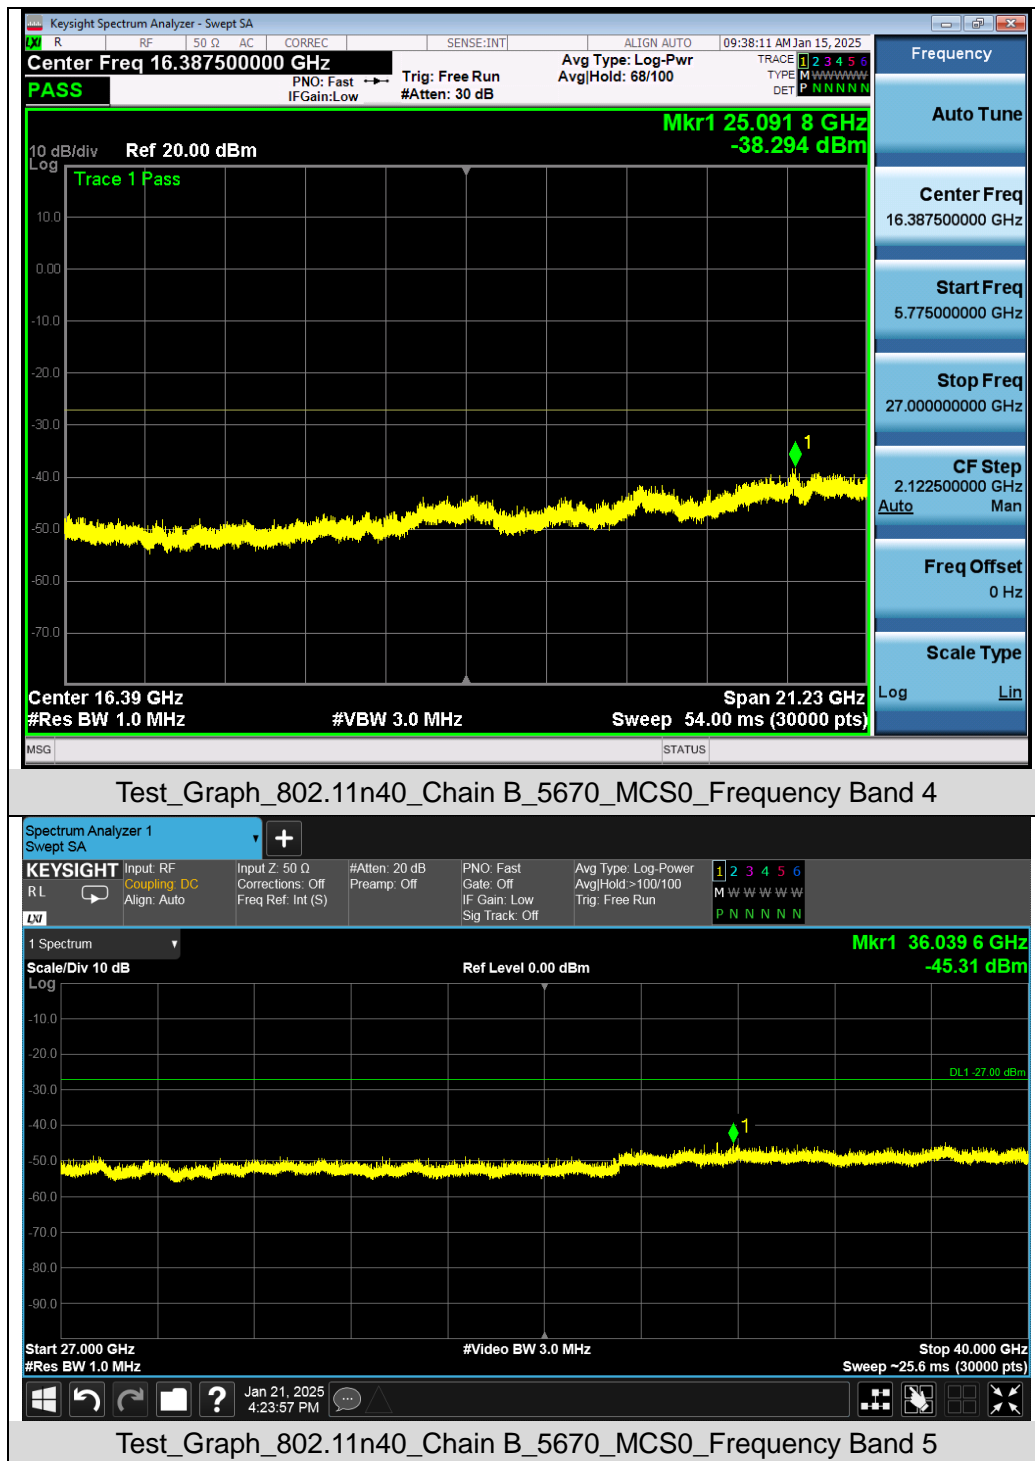 Keysight Spectrum Analyzer - Swept SA
LXI R RF 50 Ω AC CORREC SENSE:INT ALIGN AUTO 09:38:11 AM Jan 15, 2025
Center Freq 16.387500000 GHz
PASS
PNO: Fast
IFGain:Low
Trig: Free Run
#Atten: 30 dB
Avg Type: Log-Pwr
Avg|Hold: 68/100
TRACE 1 2 3 4 5 6
TYPE M WWWWW
DET P N N N N N
Mkr1 25.091 8 GHz
-38.294 dBm
10 dB/div Ref 20.00 dBm
Log
Trace 1 Pass
10.0
0.00
-10.0
-20.0
-30.0
-40.0
-50.0
-60.0
-70.0
1
Center 16.39 GHz Span 21.23 GHz
#Res BW 1.0 MHz #VBW 3.0 MHz Sweep 54.00 ms (30000 pts)
MSG STATUS
Frequency
Auto Tune
Center Freq
16.387500000 GHz
Start Freq
5.775000000 GHz
Stop Freq
27.000000000 GHz
CF Step
2.122500000 GHz
Auto Man
Freq Offset
0 Hz
Scale Type
Log Lin
Test_Graph_802.11n40_Chain B_5670_MCS0_Frequency Band 4
Spectrum Analyzer 1
Swept SA
+
KEYSIGHT
RL
LXI
Input: RF
Coupling: DC
Align: Auto
Input Z: 50 Ω
Corrections: Off
Freq Ref: Int (S)
#Atten: 20 dB
Preamp: Off
PNO: Fast
Gate: Off
IF Gain: Low
Sig Track: Off
Avg Type: Log-Power
Avg|Hold:>100/100
Trig: Free Run
1 2 3 4 5 6
M W W W W W
P N N N N N
1 Spectrum
Mkr1 36.039 6 GHz
Scale/Div 10 dB Ref Level 0.00 dBm -45.31 dBm
Log
-10.0
-20.0
DL1 -27.00 dBm
-30.0
-40.0
-50.0
-60.0
-70.0
-80.0
-90.0
1
Start 27.000 GHz #Video BW 3.0 MHz Stop 40.000 GHz
#Res BW 1.0 MHz Sweep ~25.6 ms (30000 pts)
?
Jan 21, 2025
4:23:57 PM
Test_Graph_802.11n40_Chain B_5670_MCS0_Frequency Band 5